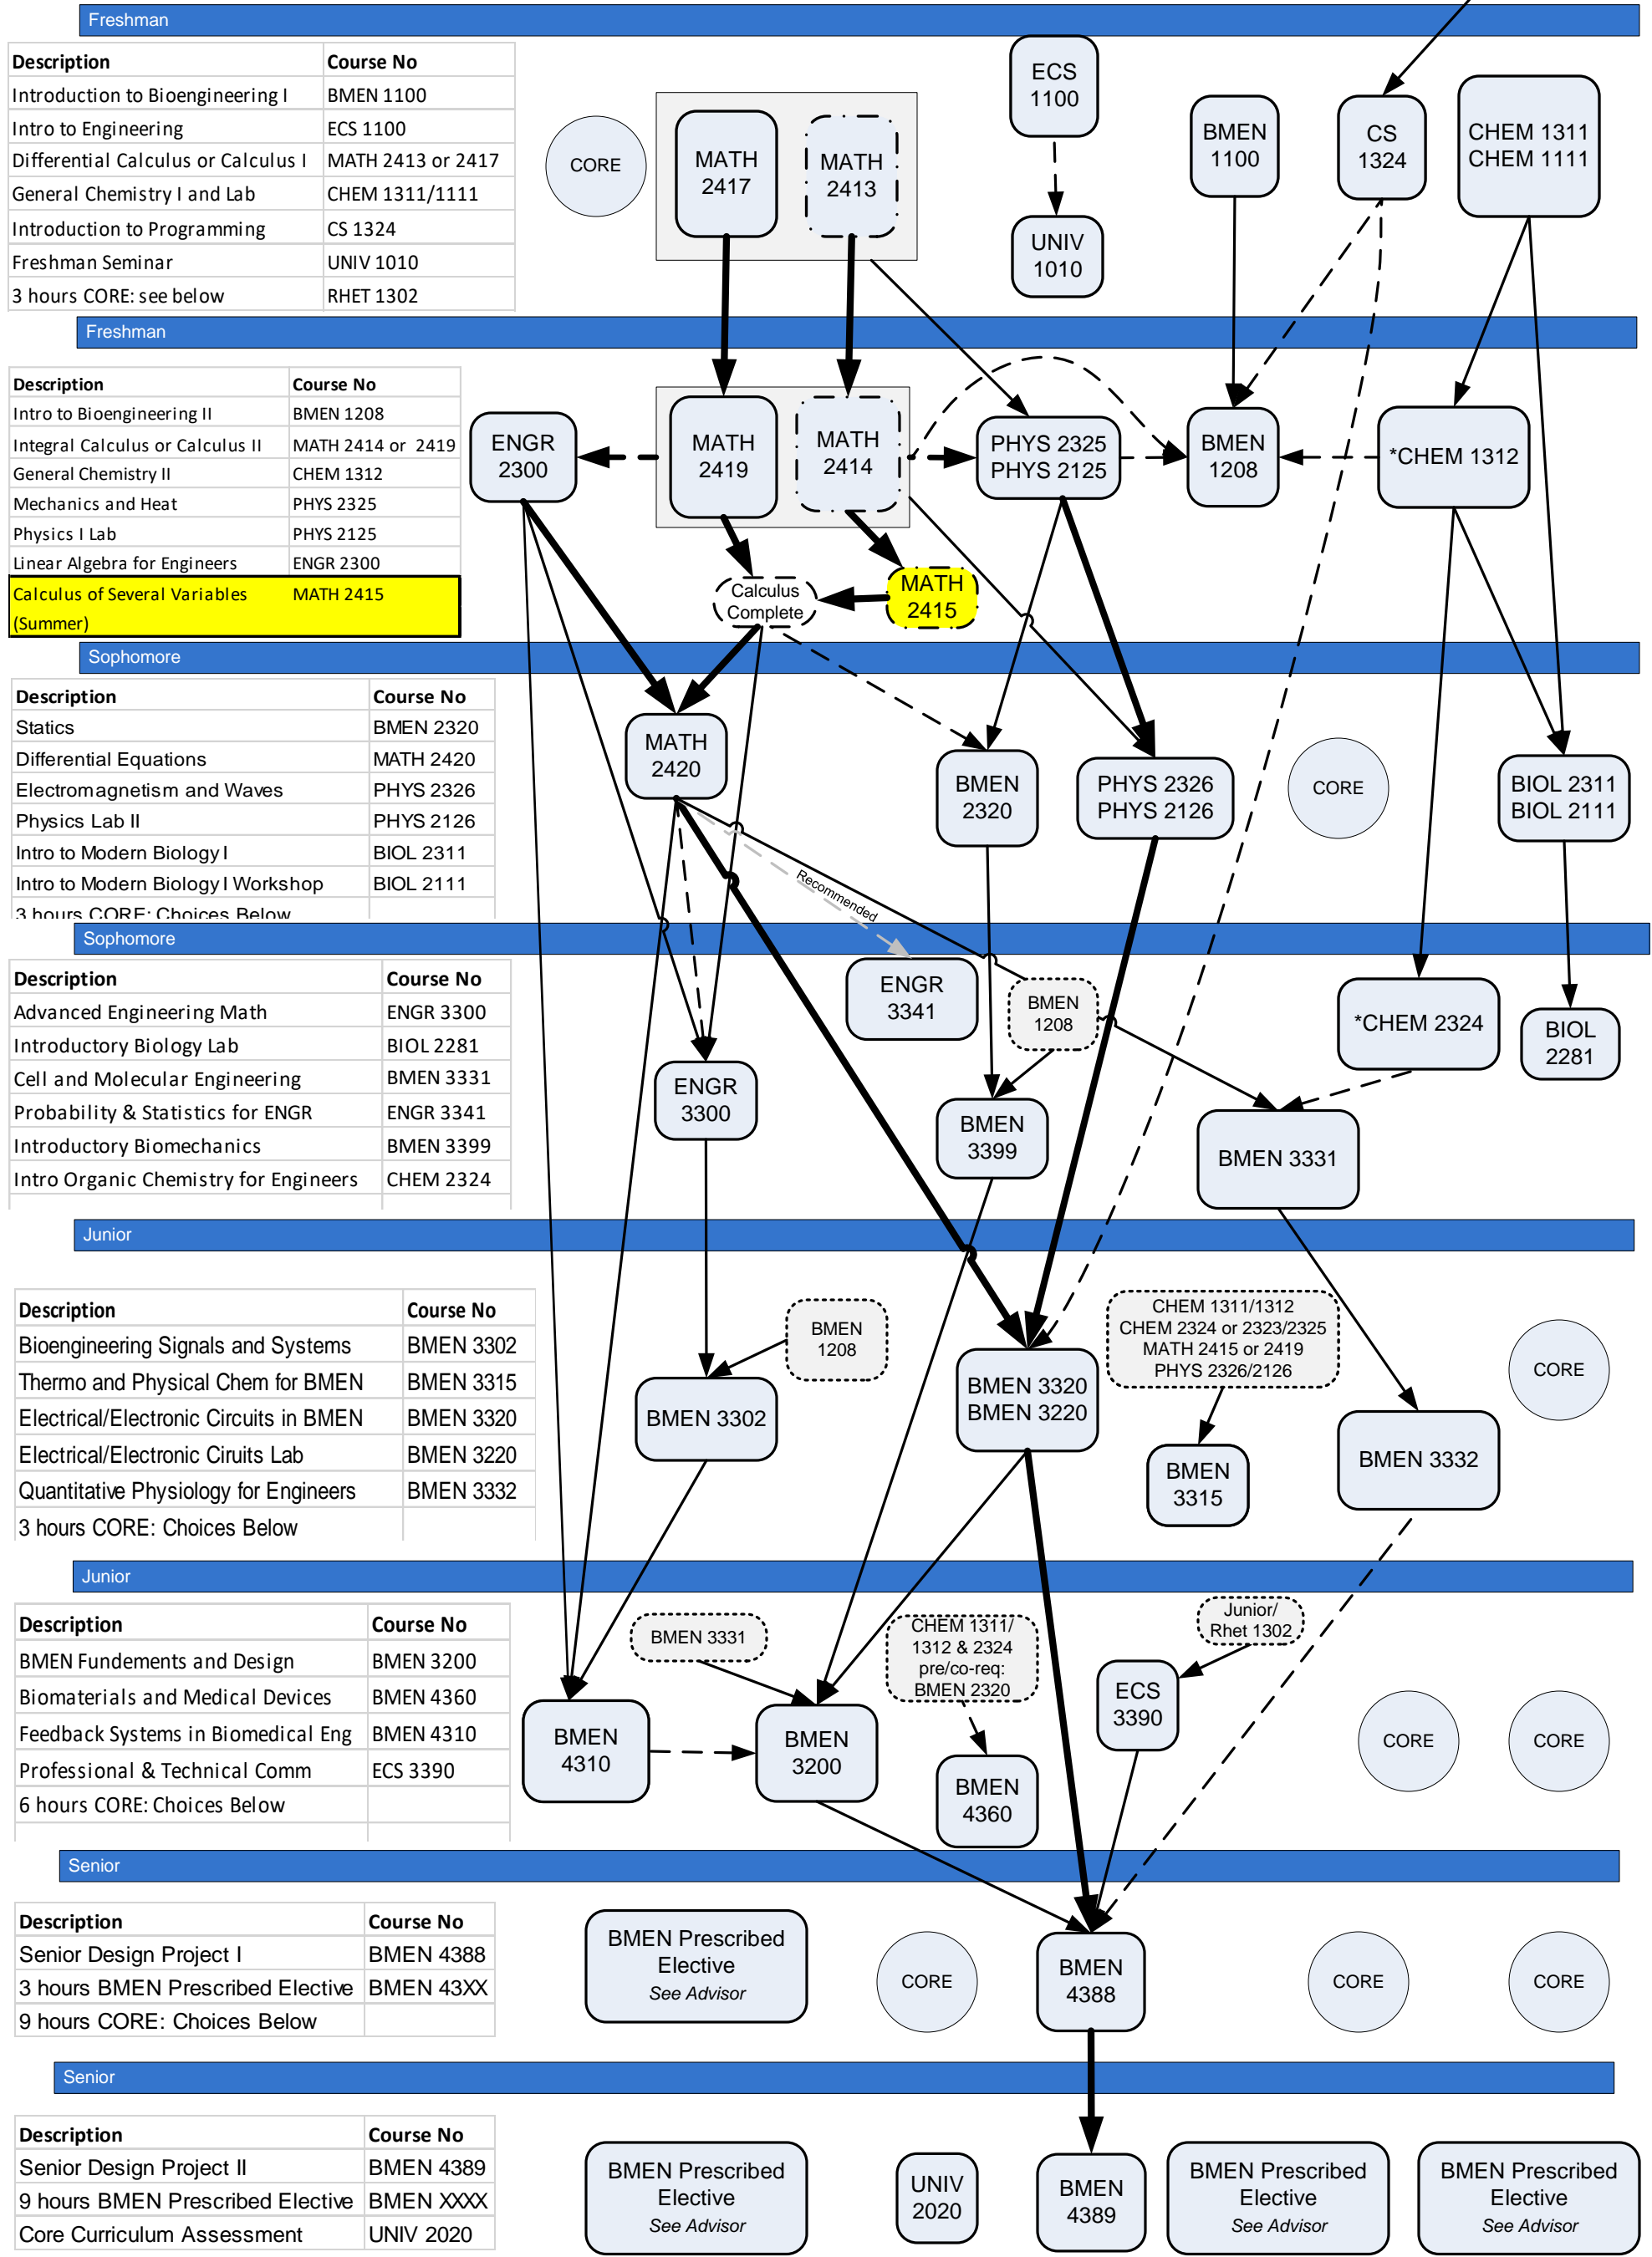 Freshman
Description Course No
Introduction to Bioengineering I BMEN 1100
Intro to Engineering ECS 1100
Differential Calculus or Calculus I MATH 2413 or 2417
General Chemistry I and Lab CHEM 1311/1111
Introduction to Programming CS 1324
Freshman Seminar UNIV 1010
3 hours CORE: see below RHET 1302
CORE
MATH
2417
MATH
2413
ECS
1100
UNIV
1010
BMEN
1100
CS
1324
CHEM 1311
CHEM 1111
Freshman
Description Course No
Intro to Bioengineering II BMEN 1208
Integral Calculus or Calculus II MATH 2414 or 2419
General Chemistry II CHEM 1312
Mechanics and Heat PHYS 2325
Physics I Lab PHYS 2125
Linear Algebra for Engineers ENGR 2300
Calculus of Several Variables MATH 2415
(Summer)
ENGR
2300
MATH
2419
MATH
2414
PHYS 2325
PHYS 2125
BMEN
1208
*CHEM 1312
Calculus
Complete
MATH
2415
Sophomore
Description Course No
Statics BMEN 2320
Differential Equations MATH 2420
Electromagnetism and Waves PHYS 2326
Physics Lab II PHYS 2126
Intro to Modern Biology I BIOL 2311
Intro to Modern Biology I Workshop BIOL 2111
3 hours CORE: Choices Below
MATH
2420
BMEN
2320
PHYS 2326
PHYS 2126
CORE
BIOL 2311
BIOL 2111
Recommended
Sophomore
Description Course No
Advanced Engineering Math ENGR 3300
Introductory Biology Lab BIOL 2281
Cell and Molecular Engineering BMEN 3331
Probability & Statistics for ENGR ENGR 3341
Introductory Biomechanics BMEN 3399
Intro Organic Chemistry for Engineers CHEM 2324
ENGR
3341
BMEN
1208
*CHEM 2324
BIOL
2281
ENGR
3300
BMEN
3399
BMEN 3331
Junior
Description Course No
Bioengineering Signals and Systems BMEN 3302
Thermo and Physical Chem for BMEN BMEN 3315
Electrical/Electronic Circuits in BMEN BMEN 3320
Electrical/Electronic Ciruits Lab BMEN 3220
Quantitative Physiology for Engineers BMEN 3332
3 hours CORE: Choices Below
BMEN
1208
BMEN 3302
BMEN 3320
BMEN 3220
CHEM 1311/1312
CHEM 2324 or 2323/2325
MATH 2415 or 2419
PHYS 2326/2126
BMEN
3315
CORE
BMEN 3332
Junior
Description Course No
BMEN Fundements and Design BMEN 3200
Biomaterials and Medical Devices BMEN 4360
Feedback Systems in Biomedical Eng BMEN 4310
Professional & Technical Comm ECS 3390
6 hours CORE: Choices Below
BMEN 3331
CHEM 1311/
1312 & 2324
pre/co-req:
BMEN 2320
Junior/
Rhet 1302
ECS
3390
BMEN
4310
BMEN
3200
BMEN
4360
CORE
CORE
Senior
Description Course No
Senior Design Project I BMEN 4388
3 hours BMEN Prescribed Elective BMEN 43XX
9 hours CORE: Choices Below
BMEN Prescribed
Elective
See Advisor
CORE
BMEN
4388
CORE
CORE
Senior
Description Course No
Senior Design Project II BMEN 4389
9 hours BMEN Prescribed Elective BMEN XXXX
Core Curriculum Assessment UNIV 2020
BMEN Prescribed
Elective
See Advisor
UNIV
2020
BMEN
4389
BMEN Prescribed
Elective
See Advisor
BMEN Prescribed
Elective
See Advisor